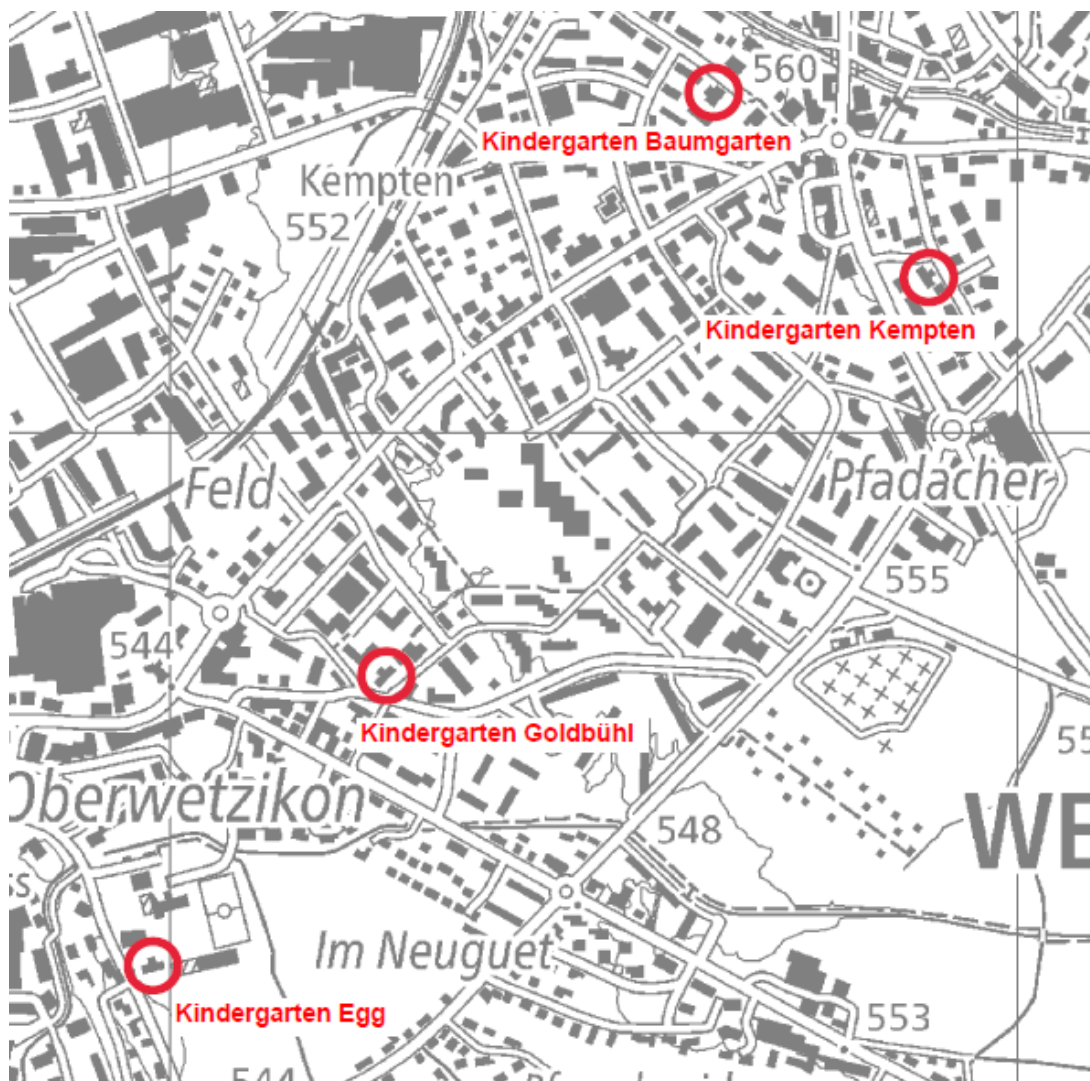 560
Kindergarten Baumgarten
Kempten
552
Kindergarten Kempten
Feld
Pfadacher
555
544
Kindergarten Goldbühl
Oberwetzikon
548
WE
Im Neuguet
Kindergarten Egg
553
544